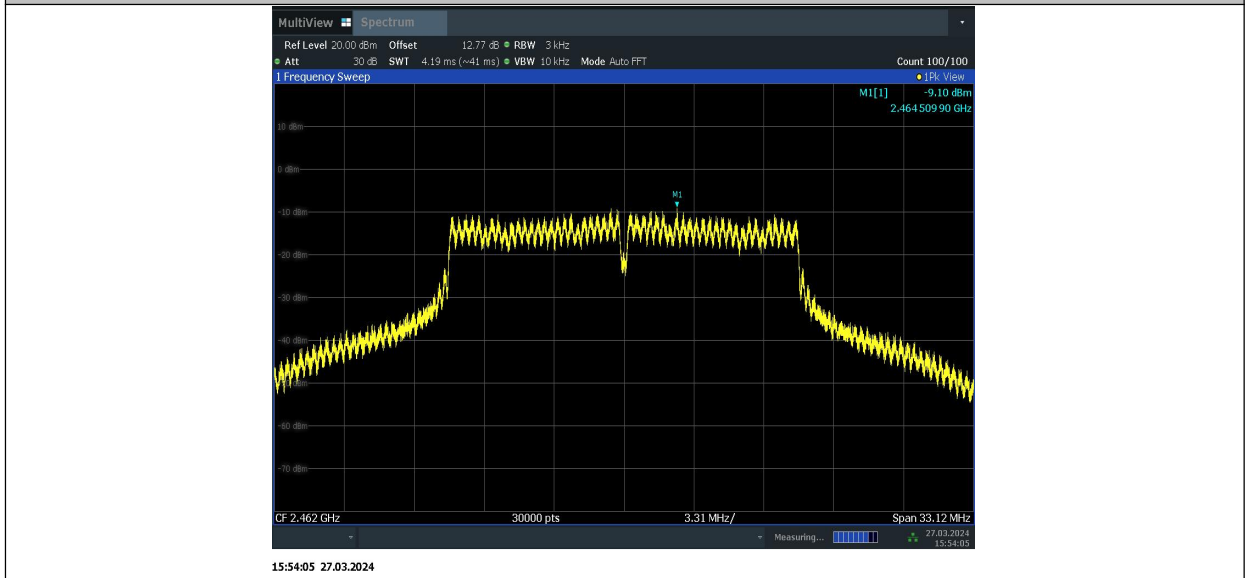 MultiView Spectrum
Ref Level 20.00 dBm Offset 12.77 dB RBW 3 kHz
Att 30 dB SWT 4.19 ms (~41 ms) VBW 10 kHz Mode Auto FFT Count 100/100
1 Frequency Sweep 1Pk View
M1[1] -9.10 dBm
2.464 509 90 GHz
10 dBm
0 dBm
M1
-10 dBm
-20 dBm
-30 dBm
-40 dBm
-60 dBm
-70 dBm
CF 2.462 GHz 30000 pts 3.31 MHz/ Span 33.12 MHz
Measuring... 27.03.2024
15:54:05
15:54:05 27.03.2024